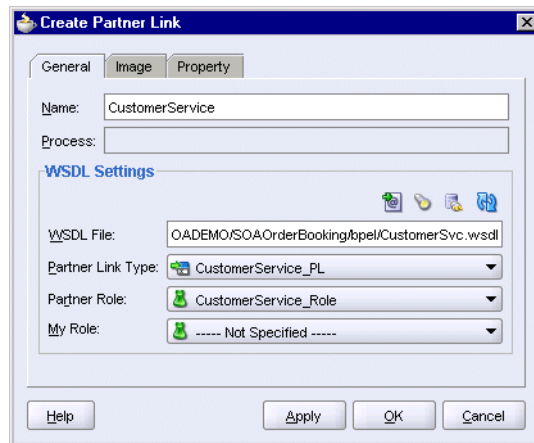 Create Partner Link
General Image Property
Name: CustomerService
Process:
WSDL Settings
WSDL File: OADEMO/SOAOrderBooking/bpel/CustomerSvc.wsdl
Partner Link Type: CustomerService_PL
Partner Role: CustomerService_Role
My Role: ----- Not Specified -----
Help Apply OK Cancel